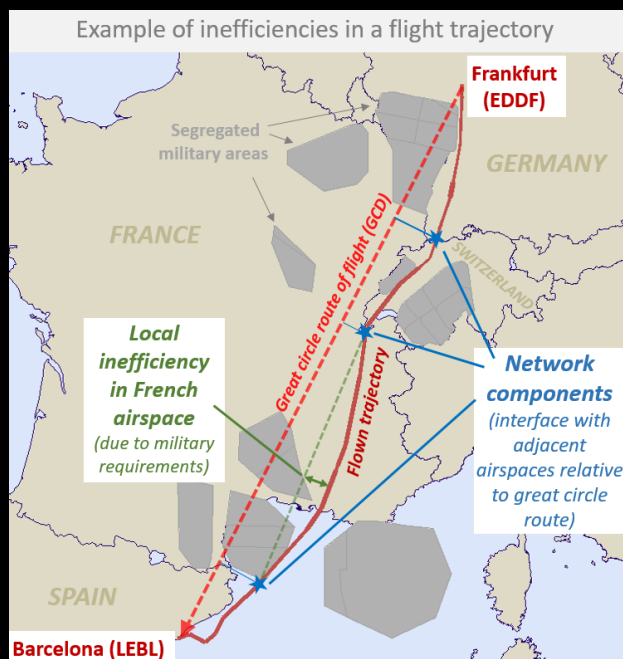 Example of inefficiencies in a flight trajectory
Frankfurt
(EDDF)
Segregated
military areas
GERMANY
FRANCE
Great circle route of flight (GCD)
SWITZERLAND
Local
inefficiency
in French
airspace
(due to military
requirements)
Flown trajectory
Network
components
(interface with
adjacent
airspaces relative
to great circle
route)
SPAIN
Barcelona (LEBL)